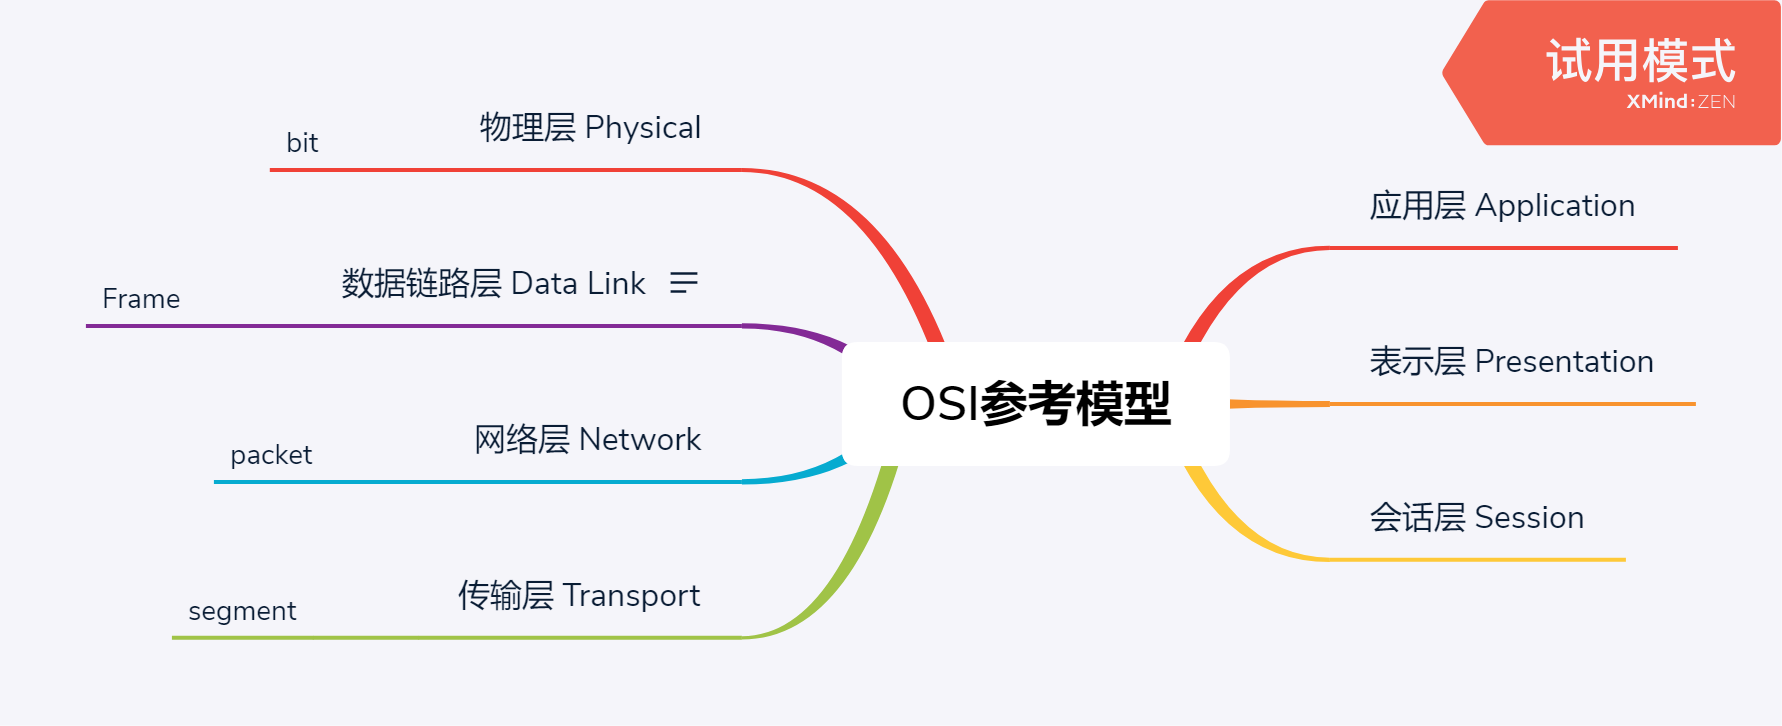 试用模式
XMind:ZEN
物理层 Physical
bit
应用层 Application
数据链路层 Data Link
Frame
表示层 Presentation
OSI参考模型
网络层 Network
packet
会话层 Session
传输层 Transport
segment